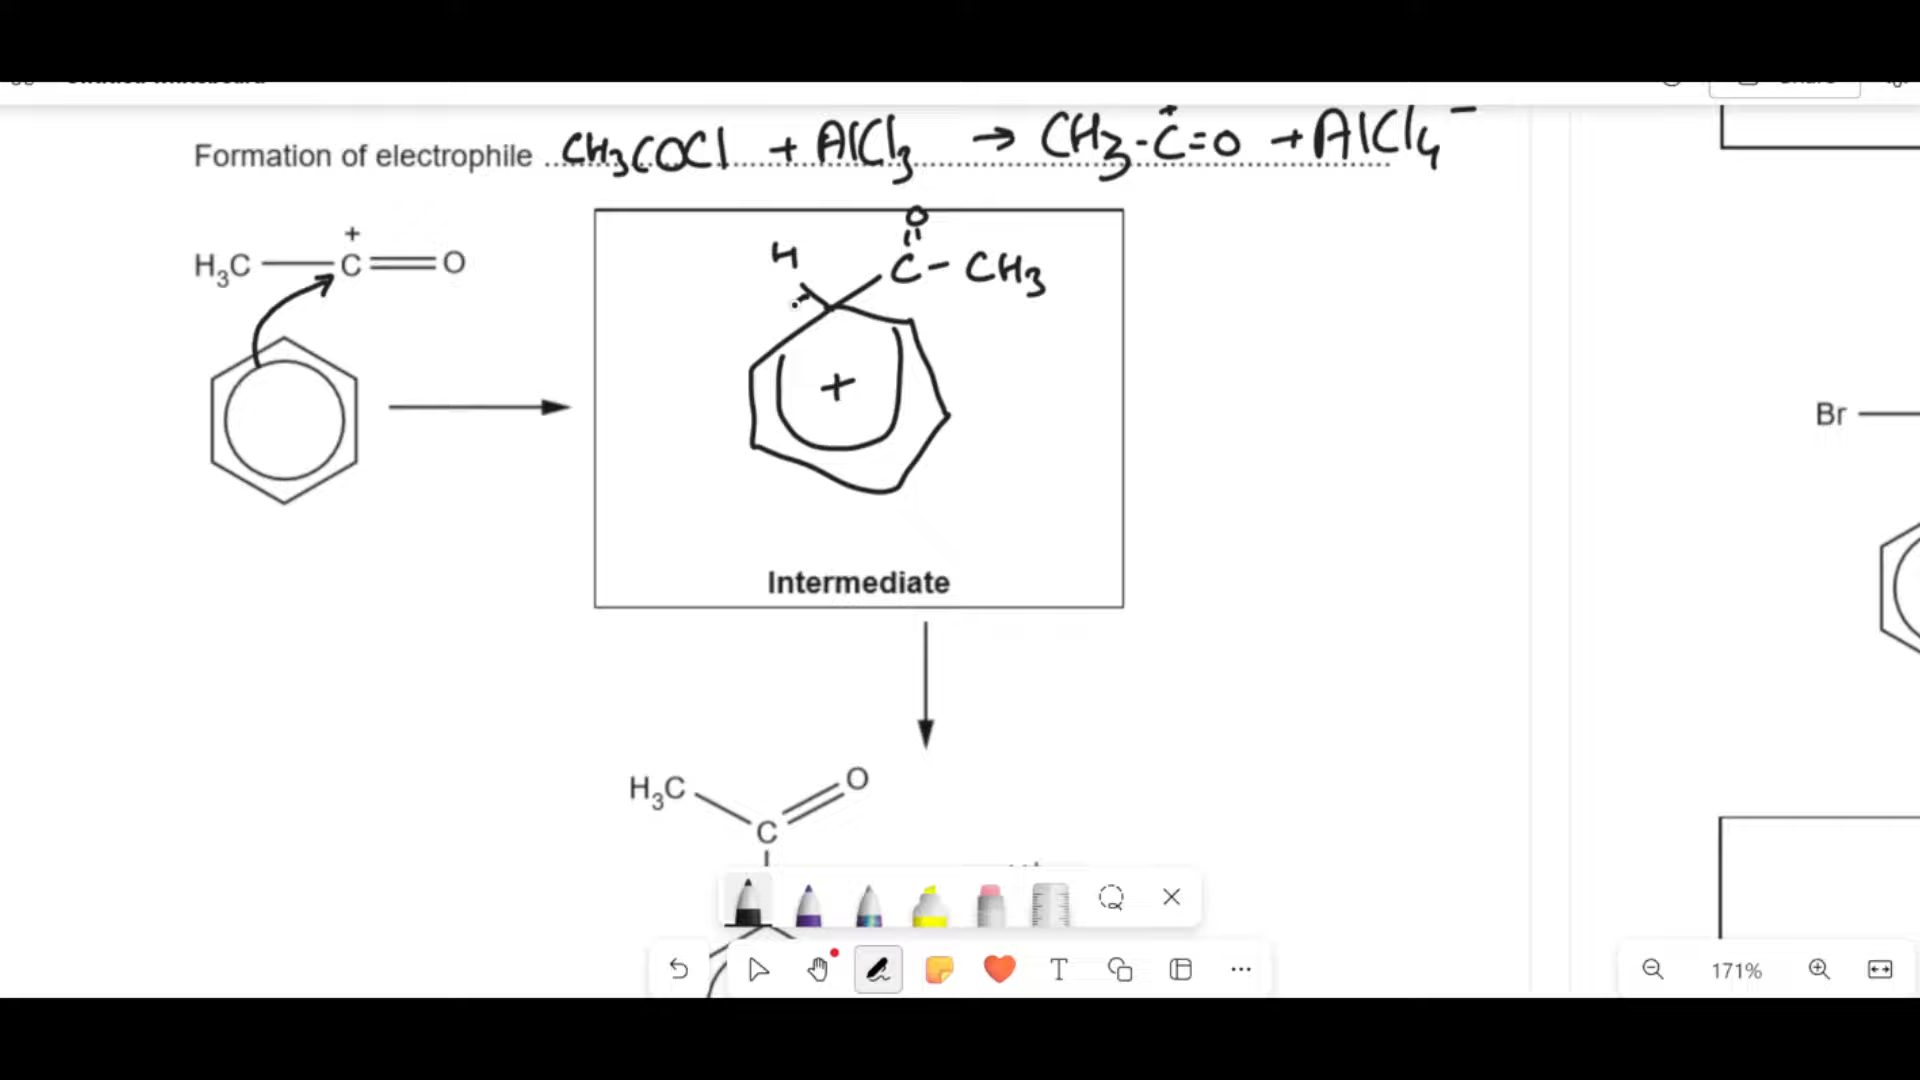 Formation of electrophile CH3COCl + AlCl3 → CH3-C=O + AlCl4⁻
+
H3C C O
O
H C - CH3
+
Intermediate
Br
H3C O
C
T
171%